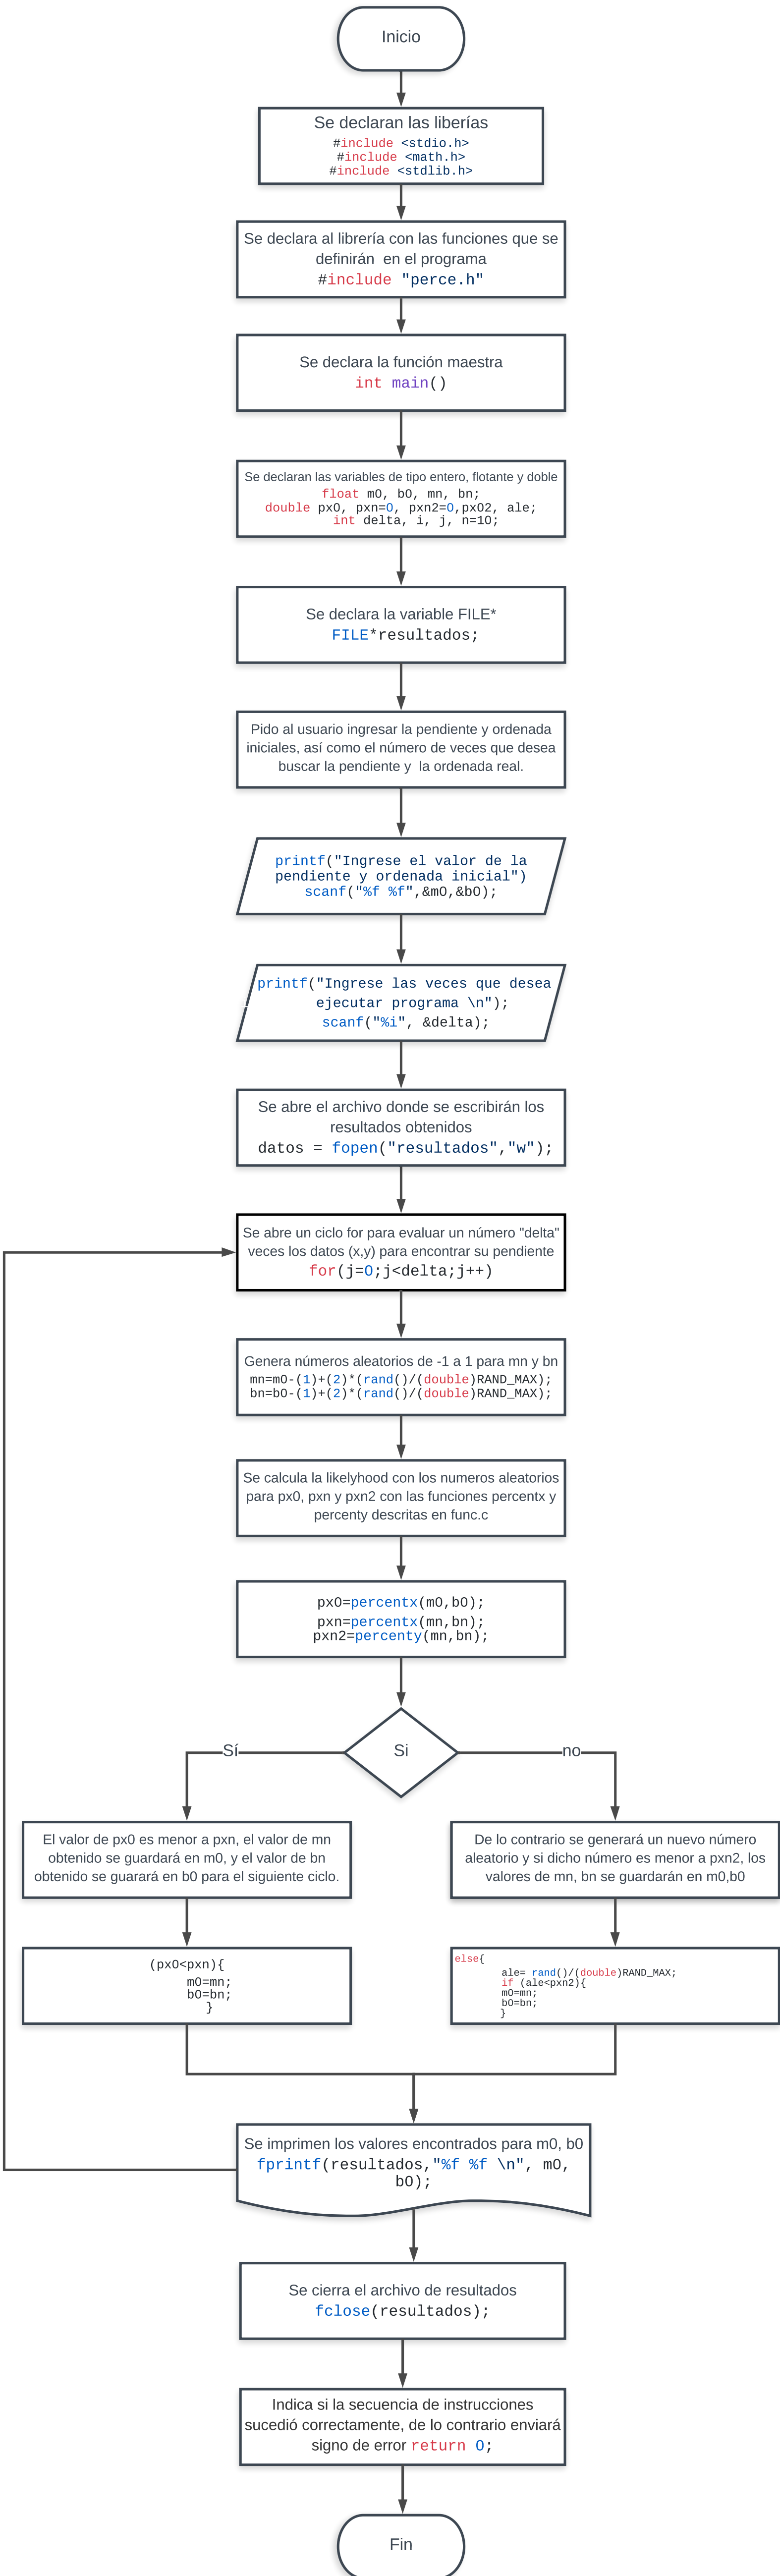 Inicio
Se declaran las liberías
#include <stdio.h>
#include <math.h>
#include <stdlib.h>
Se declara al librería con las funciones que se
definirán en el programa
#include "perce.h"
Se declara la función maestra
int main()
Se declaran las variables de tipo entero, flotante y doble
float m0, b0, mn, bn;
double px0, pxn=0, pxn2=0,px02, ale;
int delta, i, j, n=10;
Se declara la variable FILE*
FILE*resultados;
Pido al usuario ingresar la pendiente y ordenada
iniciales, así como el número de veces que desea
buscar la pendiente y la ordenada real.
printf("Ingrese el valor de la
pendiente y ordenada inicial")
scanf("%f %f",&m0,&b0);
printf("Ingrese las veces que desea
ejecutar programa \n");
scanf("%i", &delta);
Se abre el archivo donde se escribirán los
resultados obtenidos
datos = fopen("resultados","w");
Se abre un ciclo for para evaluar un número "delta"
veces los datos (x,y) para encontrar su pendiente
for(j=0;j<delta;j++)
Genera números aleatorios de -1 a 1 para mn y bn
mn=m0-(1)+(2)*(rand()/(double)RAND_MAX);
bn=b0-(1)+(2)*(rand()/(double)RAND_MAX);
Se calcula la likelyhood con los numeros aleatorios
para px0, pxn y pxn2 con las funciones percentx y
percenty descritas en func.c
px0=percentx(m0,b0);
pxn=percentx(mn,bn);
pxn2=percenty(mn,bn);
Sí
Si
no
El valor de px0 es menor a pxn, el valor de mn
obtenido se guardará en m0, y el valor de bn
obtenido se guarará en b0 para el siguiente ciclo.
De lo contrario se generará un nuevo número
aleatorio y si dicho número es menor a pxn2, los
valores de mn, bn se guardarán en m0,b0
(px0<pxn){
m0=mn;
b0=bn;
}
else{
ale= rand()/(double)RAND_MAX;
if (ale<pxn2){
m0=mn;
b0=bn;
}
Se imprimen los valores encontrados para m0, b0
fprintf(resultados,"%f %f \n", m0,
b0);
Se cierra el archivo de resultados
fclose(resultados);
Indica si la secuencia de instrucciones
sucedió correctamente, de lo contrario enviará
signo de error return 0;
Fin